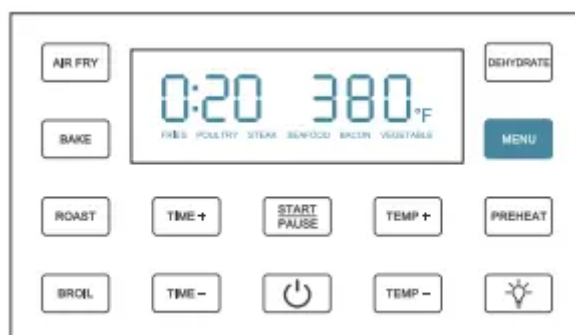 AIR FRY
0:20 380°F
DEHYDRATE
FRIES POULTRY STEAK SEAFOOD BACON VEGETABLE
BAKE
MENU
ROAST
TIME +
START
PAUSE
TEMP +
PREHEAT
BROIL
TIME −
TEMP −